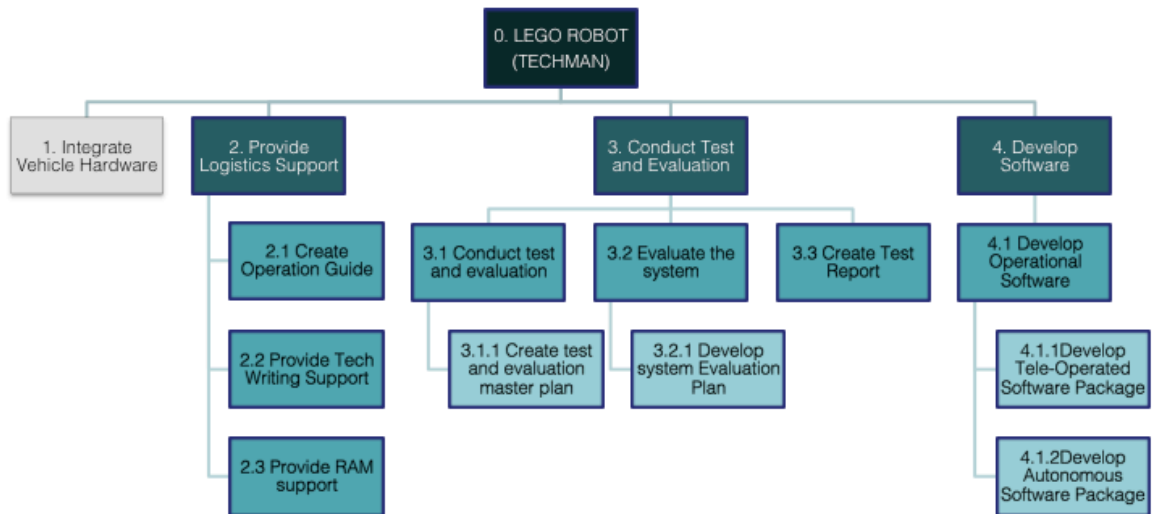 0. LEGO ROBOT
(TECHMAN)
1. Integrate
Vehicle Hardware
2. Provide
Logistics Support
3. Conduct Test
and Evaluation
4. Develop
Software
2.1 Create
Operation Guide
3.1 Conduct test
and evaluation
3.2 Evaluate the
system
3.3 Create Test
Report
4.1 Develop
Operational
Software
2.2 Provide Tech
Writing Support
3.1.1 Create test
and evaluation
master plan
3.2.1 Develop
system Evaluation
Plan
4.1.1Develop
Tele-Operated
Software Package
2.3 Provide RAM
support
4.1.2Develop
Autonomous
Software Package